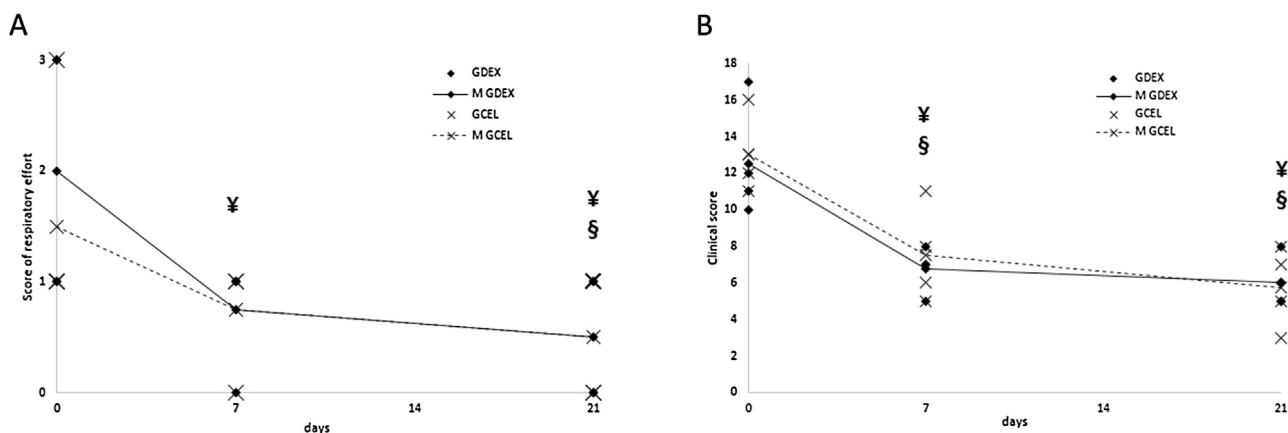 A
Score of respiratory effort
3
2
1
0
0
7
14
21
days
GDEX
M GDEX
GCEL
M GCEL
¥
¥
§
B
Clinical score
18
16
14
12
10
8
6
4
2
0
0
7
14
21
days
GDEX
M GDEX
GCEL
M GCEL
¥
§
¥
§